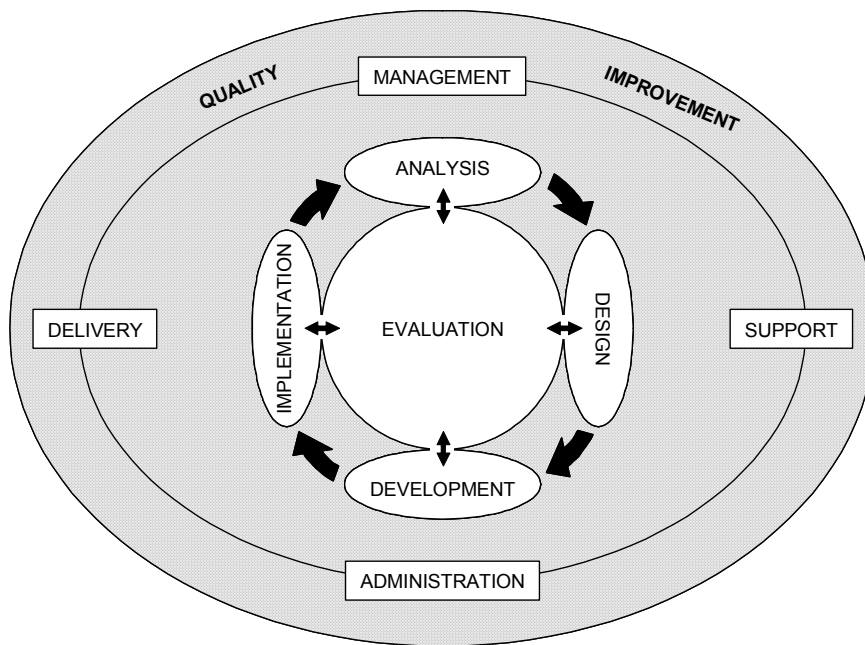 QUALITY
IMPROVEMENT
MANAGEMENT
ANALYSIS
IMPLEMENTATION
EVALUATION
DESIGN
DELIVERY
SUPPORT
DEVELOPMENT
ADMINISTRATION